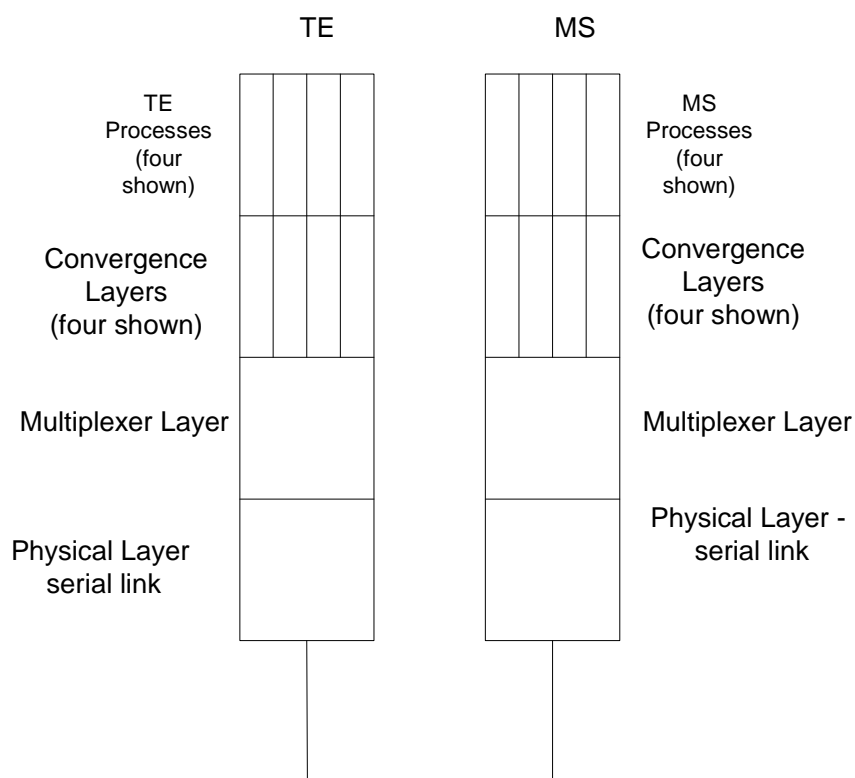 TE
MS
TE
Processes
(four
shown)
MS
Processes
(four
shown)
Convergence
Layers
(four shown)
Convergence
Layers
(four shown)
Multiplexer Layer
Multiplexer Layer
Physical Layer
serial link
Physical Layer -
serial link